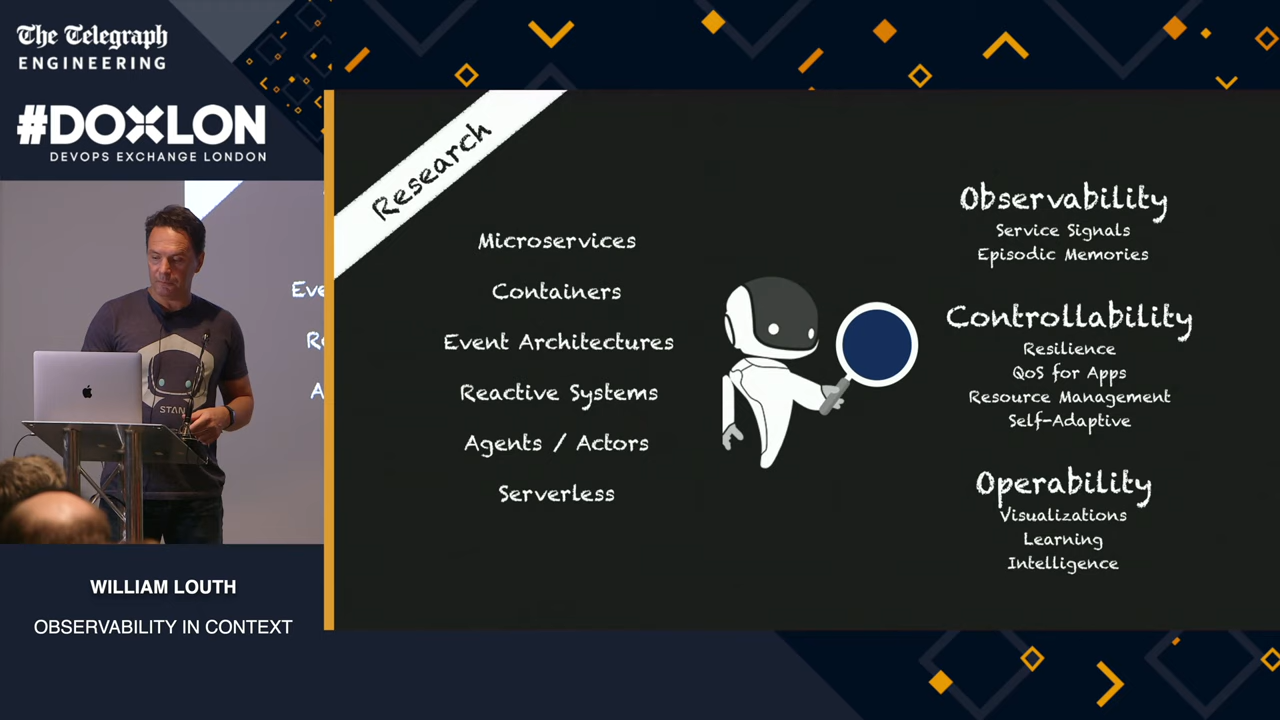 The Telegraph
ENGINEERING
#DOXLON
DEVOPS EXCHANGE LONDON
STAN
WILLIAM LOUTH
OBSERVABILITY IN CONTEXT
Research
Microservices
Containers
Event Architectures
Reactive Systems
Agents / Actors
Serverless
Observability
Service Signals
Episodic Memories
Controllability
Resilience
QoS for Apps
Resource Management
Self-Adaptive
Operability
Visualizations
Learning
Intelligence